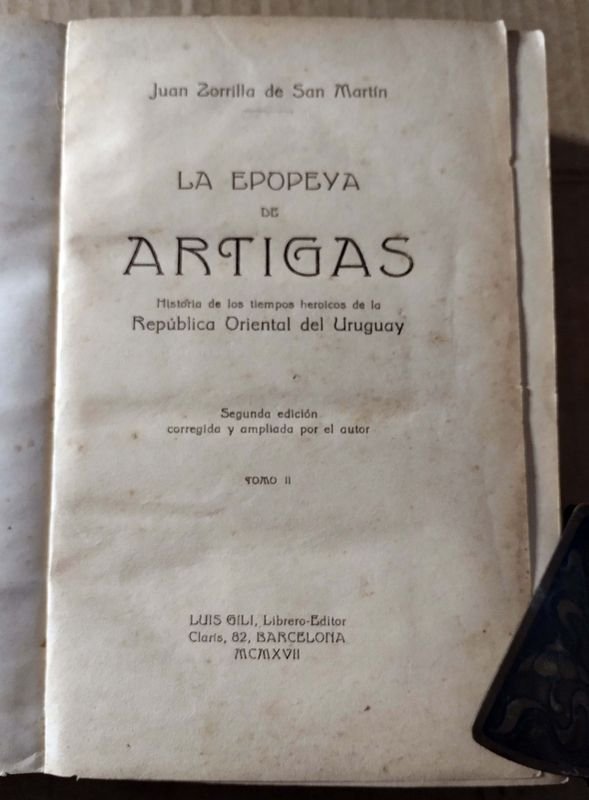 Juan Zorrilla de San Martín
LA EPOPEYA
DE
ARTIGAS
Historia de los tiempos heroicos de la
República Oriental del Uruguay
Segunda edición
corregida y ampliada por el autor
TOMO II
LUIS GILI, Librero-Editor
Clarís, 82, BARCELONA
MCMXVII